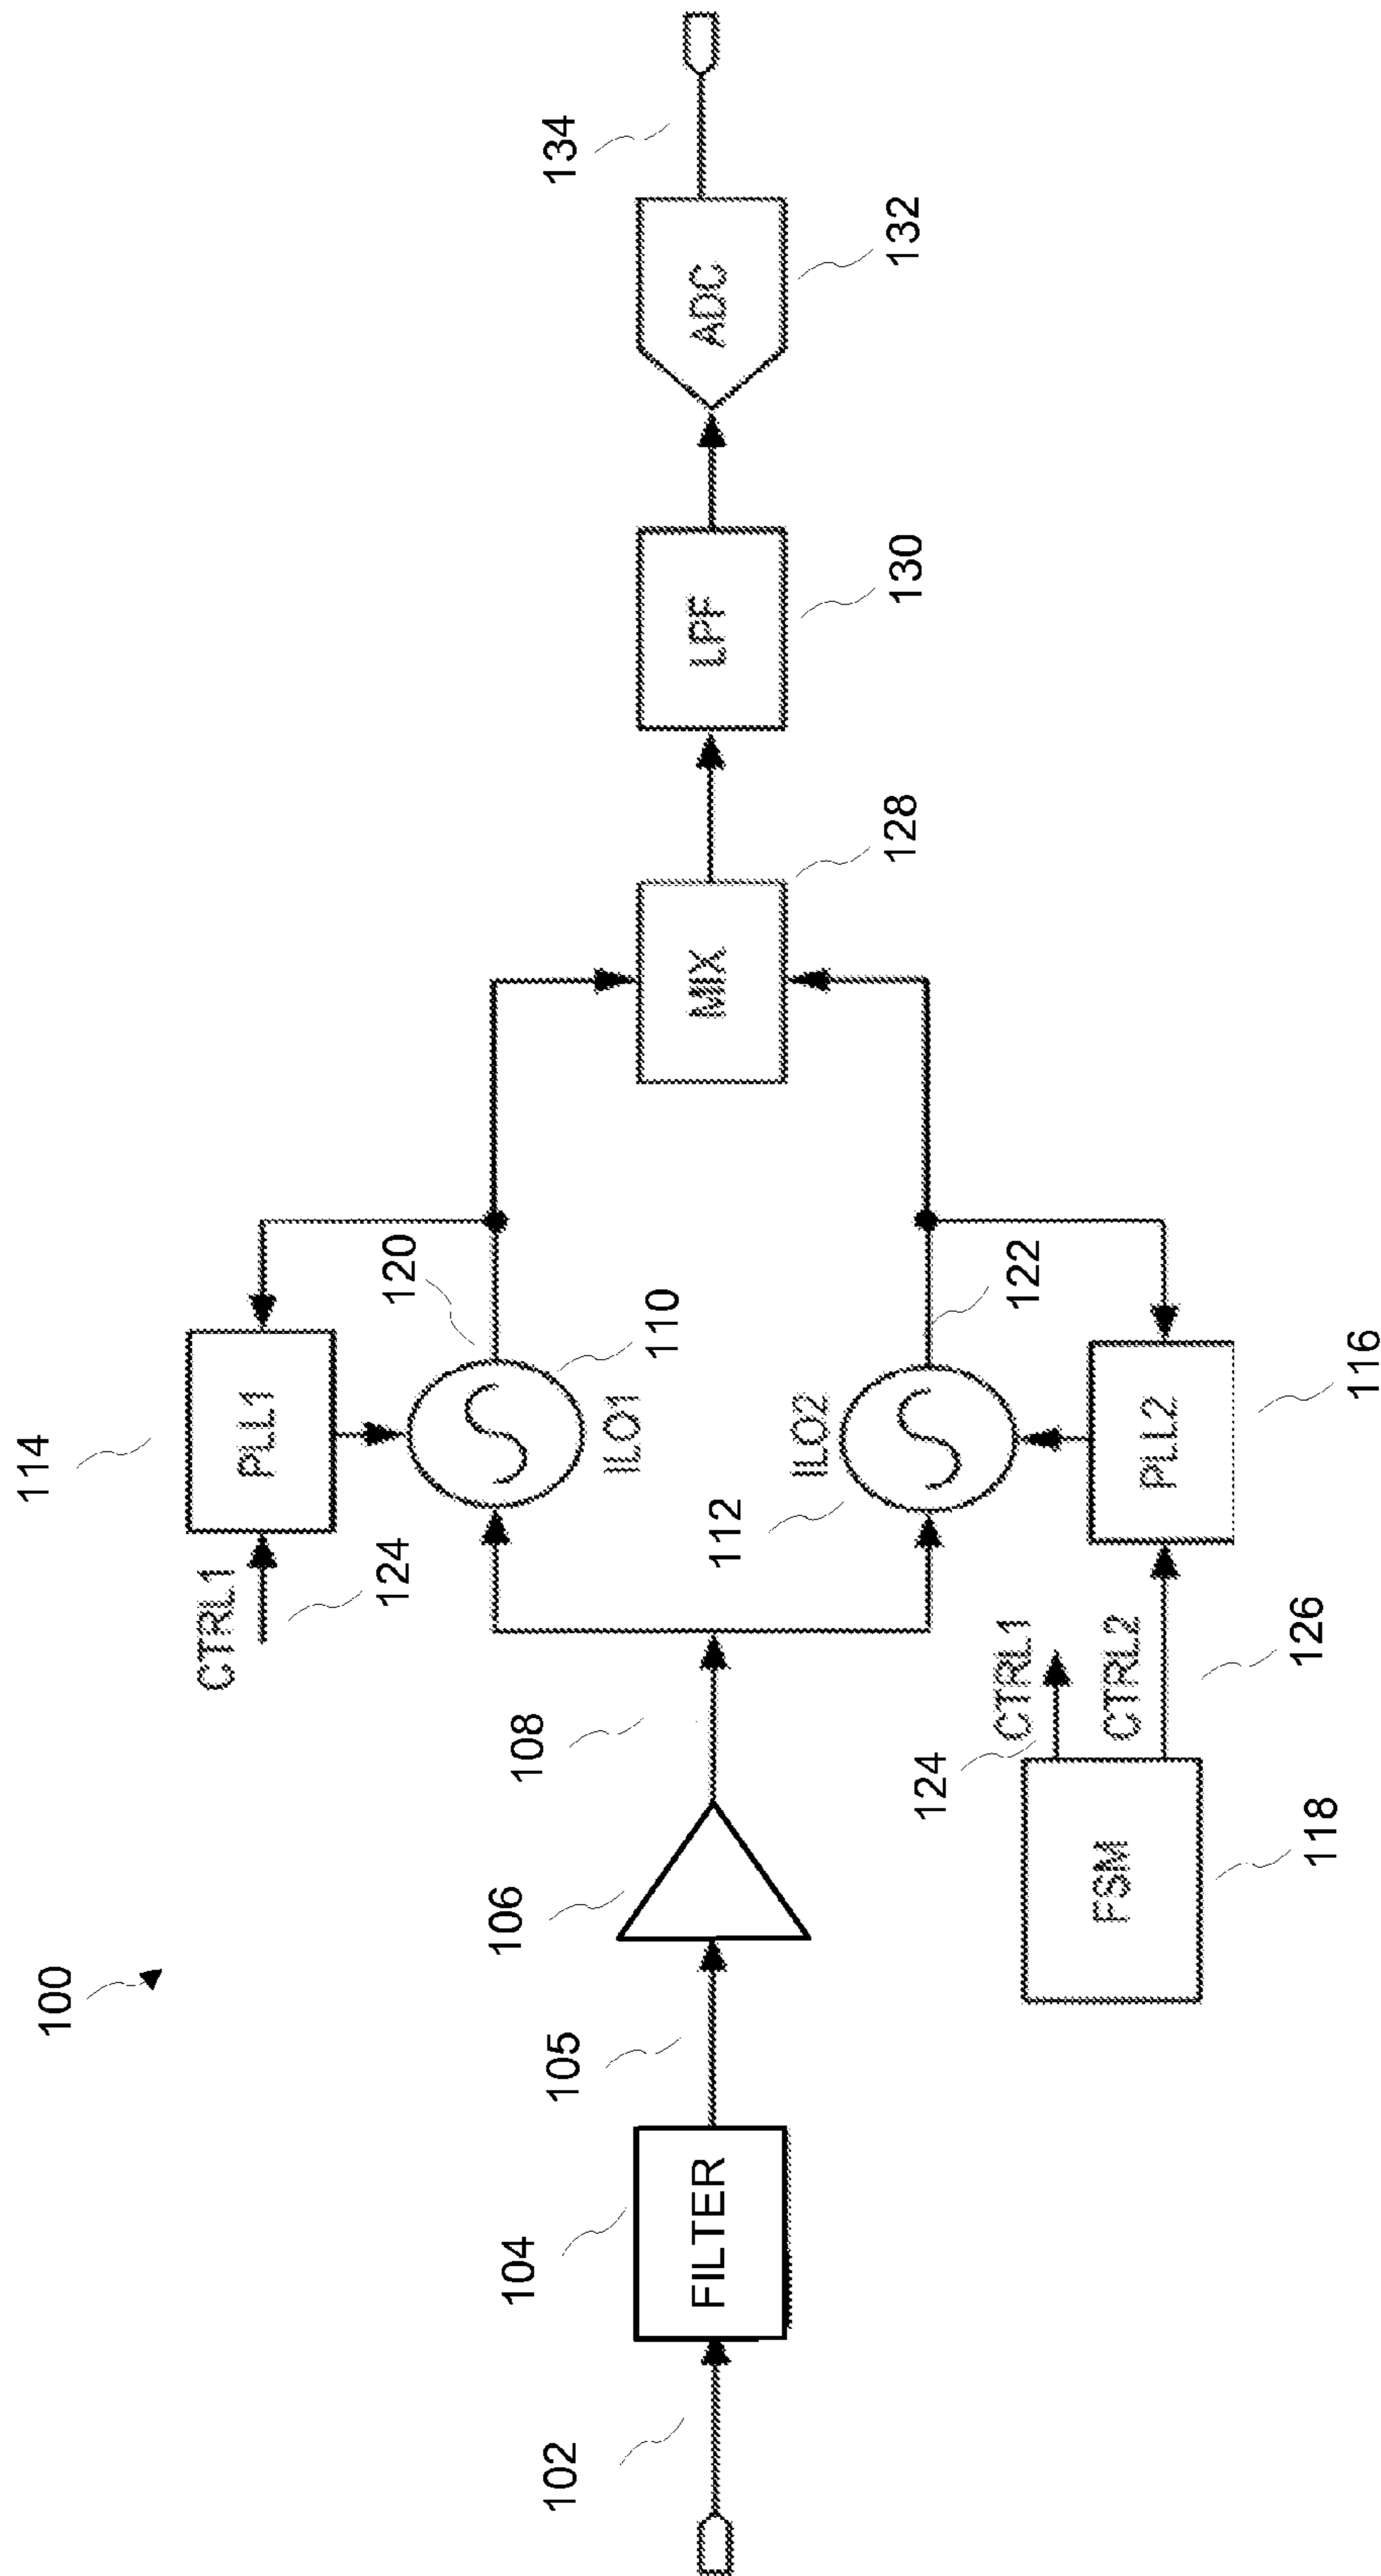 100
102
104
FILTER
105
106
108
114
CTRL1
124
PLL1
120
110
ILO1
112
ILO2
122
116
PLL2
124
CTRL1
CTRL2
126
FSM
118
MIX
128
LPF
130
ADC
132
134